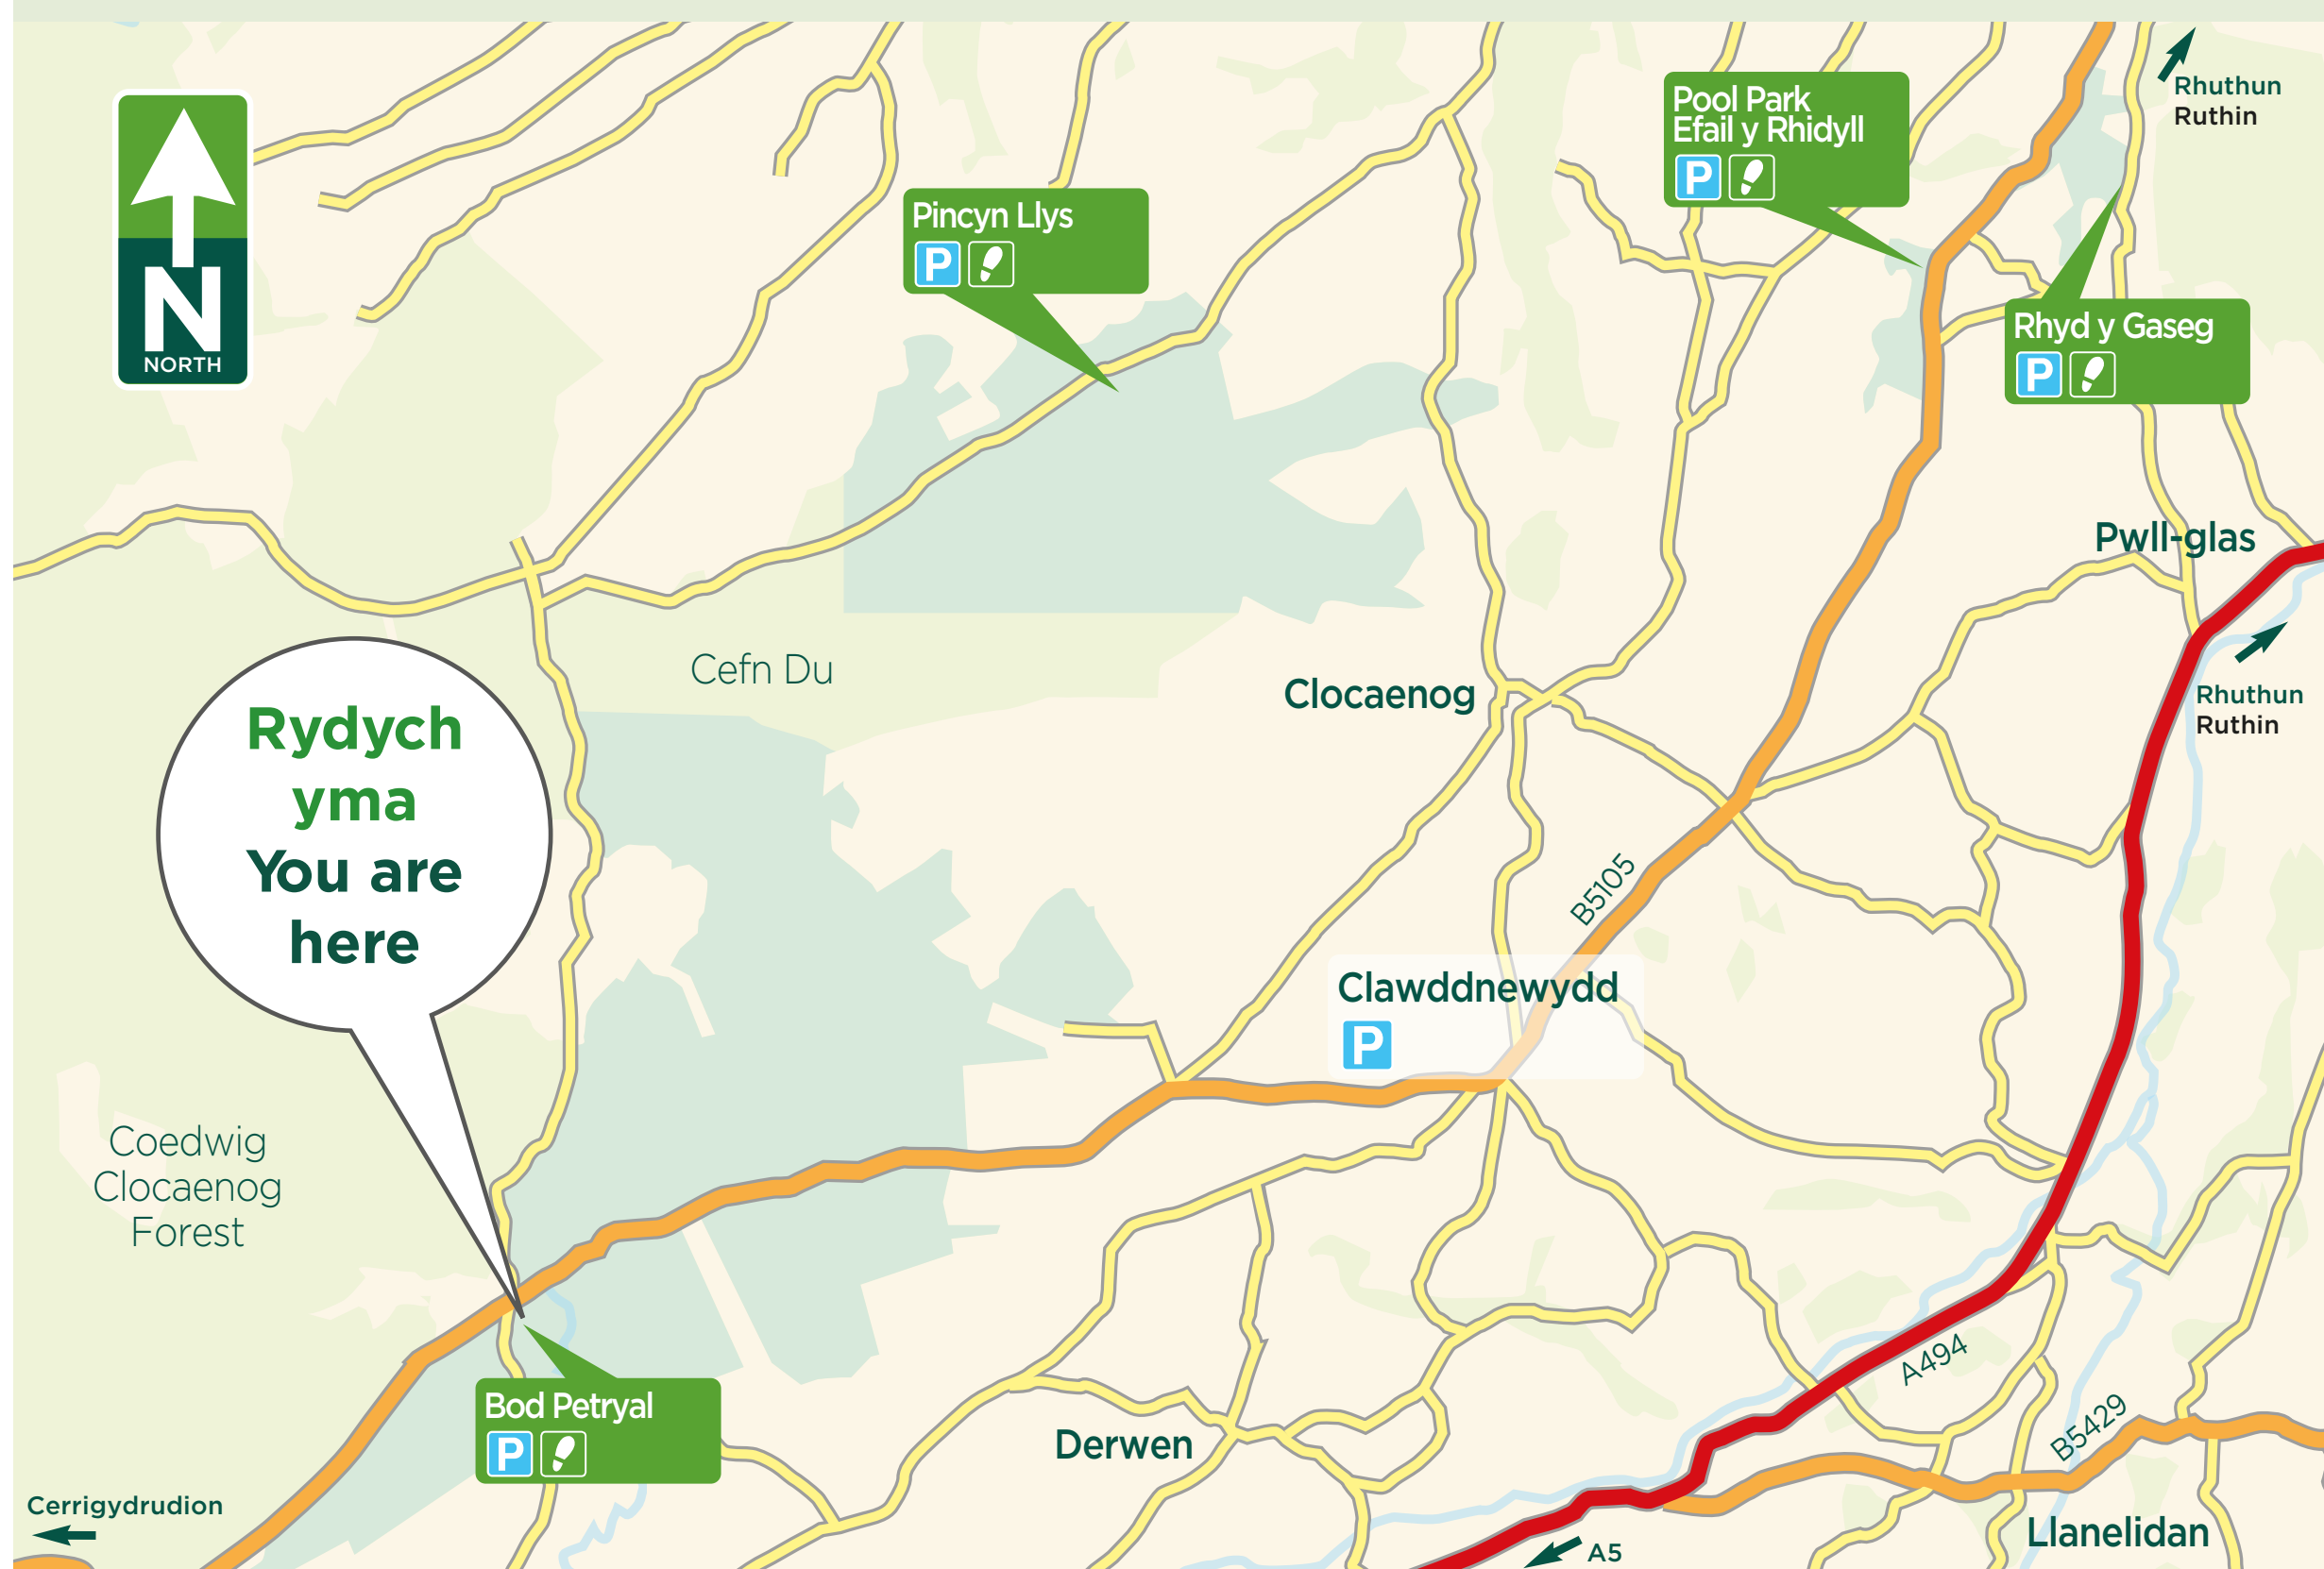 Rhuthun
Ruthin
Pool Park
Efail y Rhidyll
P
N
NORTH
Pincyn Llys
P
Rhyd y Gaseg
P
Pwll-glas
Cefn Du
Clocaenog
Rhuthun
Ruthin
Rydych
yma
You are
here
B5105
Clawddnewydd
P
Coedwig
Clocaenog
Forest
A494
Bod Petryal
P
Derwen
B5429
Cerrigydrudion
Llanelidan
A5